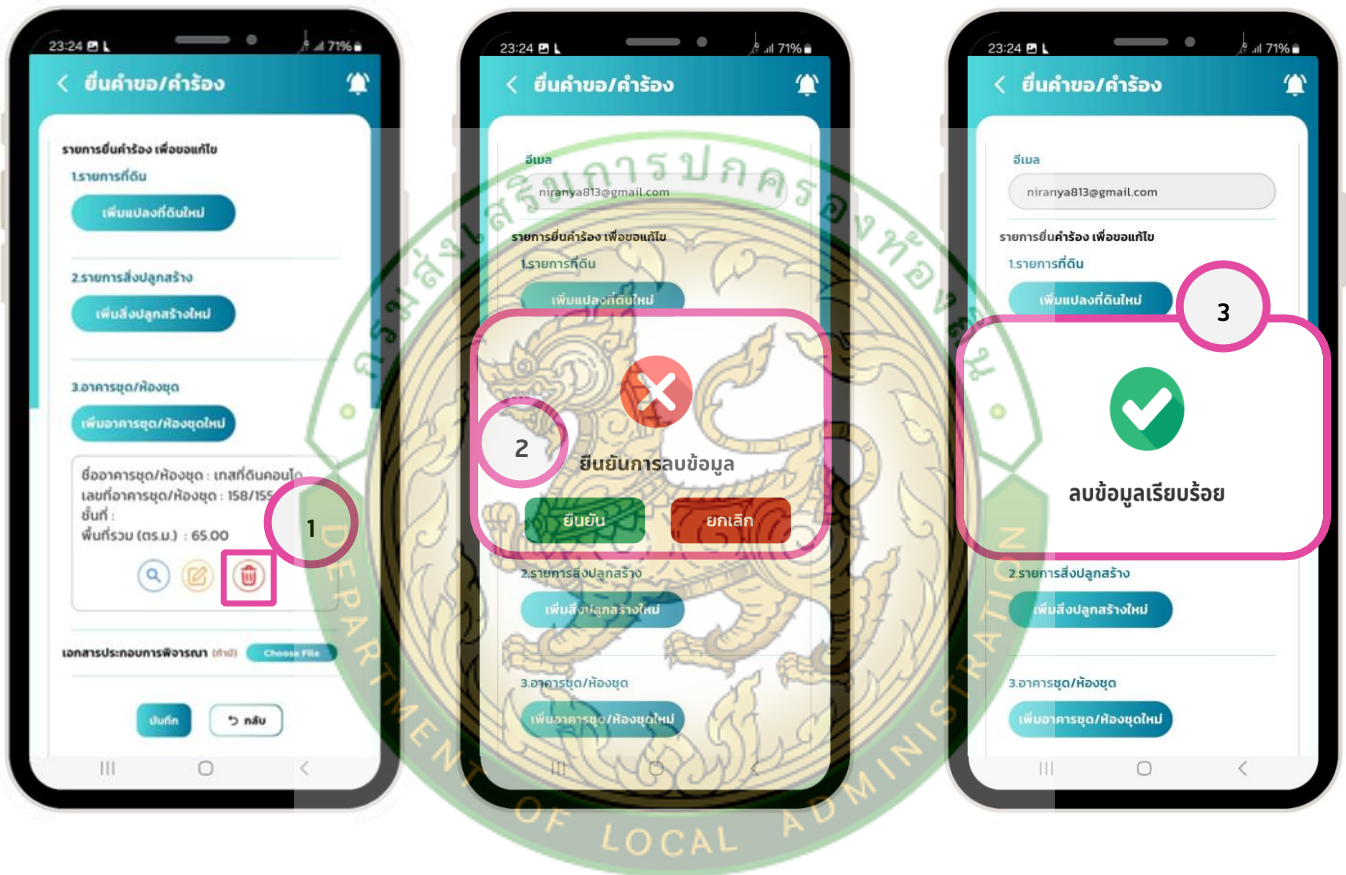 23:24
71%
ยื่นคำขอ/คำร้อง
รายการยื่นคำร้อง เพื่อขอแก้ไข
1.รายการที่ดิน
เพิ่มแปลงที่ดินใหม่
2.รายการสิ่งปลูกสร้าง
เพิ่มสิ่งปลูกสร้างใหม่
3.อาคารชุด/ห้องชุด
เพิ่มอาคารชุด/ห้องชุดใหม่
ชื่ออาคารชุด/ห้องชุด : เทสที่ดินคอนโด
เลขที่อาคารชุด/ห้องชุด : 158/155
ชั้นที่ :
พื้นที่รวม (ตร.ม.) : 65.00
1
เอกสารประกอบการพิจารณา (ถ้ามี) Choose File
บันทึก
กลับ
23:24
71%
ยื่นคำขอ/คำร้อง
อีเมล
niranya813@gmail.com
รายการยื่นคำร้อง เพื่อขอแก้ไข
1.รายการที่ดิน
เพิ่มแปลงที่ดินใหม่
2
ยืนยันการลบข้อมูล
ยืนยัน
ยกเลิก
2.รายการสิ่งปลูกสร้าง
เพิ่มสิ่งปลูกสร้างใหม่
3.อาคารชุด/ห้องชุด
เพิ่มอาคารชุด/ห้องชุดใหม่
23:24
71%
ยื่นคำขอ/คำร้อง
อีเมล
niranya813@gmail.com
รายการยื่นคำร้อง เพื่อขอแก้ไข
1.รายการที่ดิน
เพิ่มแปลงที่ดินใหม่
3
ลบข้อมูลเรียบร้อย
2.รายการสิ่งปลูกสร้าง
เพิ่มสิ่งปลูกสร้างใหม่
3.อาคารชุด/ห้องชุด
เพิ่มอาคารชุด/ห้องชุดใหม่
กรมส่งเสริมการปกครองท้องถิ่น
DEPARTMENT OF LOCAL ADMINISTRATION